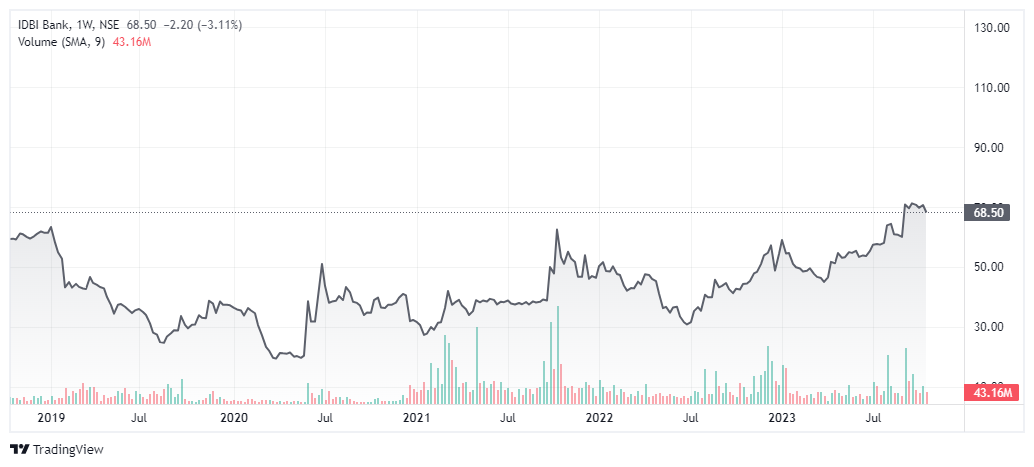 IDBI Bank, 1W, NSE 68.50 −2.20 (−3.11%)
Volume (SMA, 9) 43.16M
130.00
110.00
90.00
68.50
50.00
30.00
43.16M
2019 Jul 2020 Jul 2021 Jul 2022 Jul 2023 Jul
TradingView